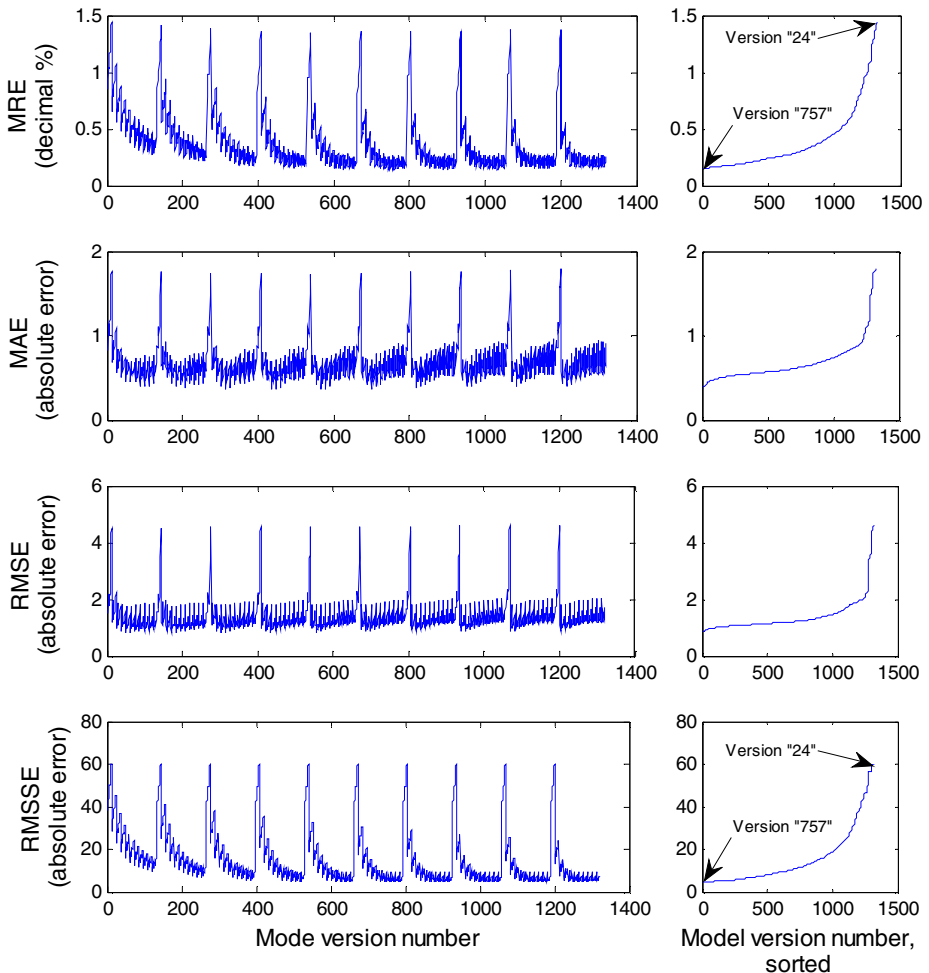 MRE
(decimal %)
1.5
1
0.5
0
0 200 400 600 800 1000 1200 1400
Version "24"
Version "757"
1.5
1
0.5
0
0 500 1000 1500
MAE
(absolute error)
2
1
0
0 200 400 600 800 1000 1200 1400
2
1
0
0 500 1000 1500
RMSE
(absolute error)
6
4
2
0
0 200 400 600 800 1000 1200 1400
6
4
2
0
0 500 1000 1500
RMSSE
(absolute error)
80
60
40
20
0
0 200 400 600 800 1000 1200 1400
Mode version number
80
60
40
20
0
Version "24"
Version "757"
0 500 1000 1500
Model version number,
sorted